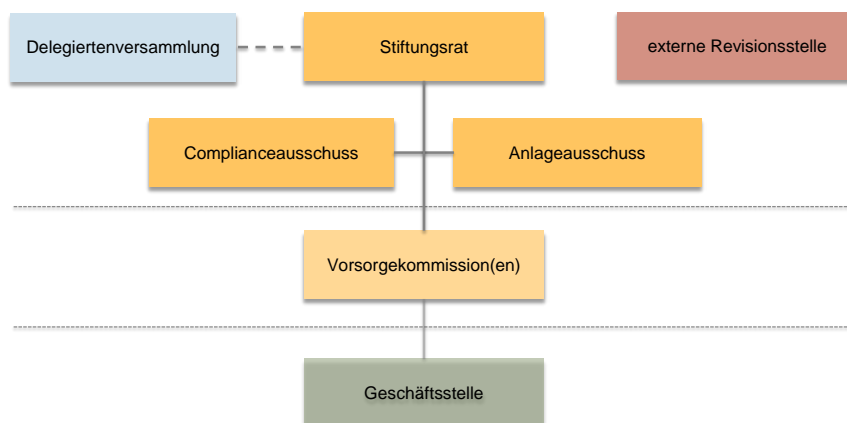 Delegiertenversammlung
Stiftungsrat
externe Revisionsstelle
Complianceausschuss
Anlageausschuss
Vorsorgekommission(en)
Geschäftsstelle